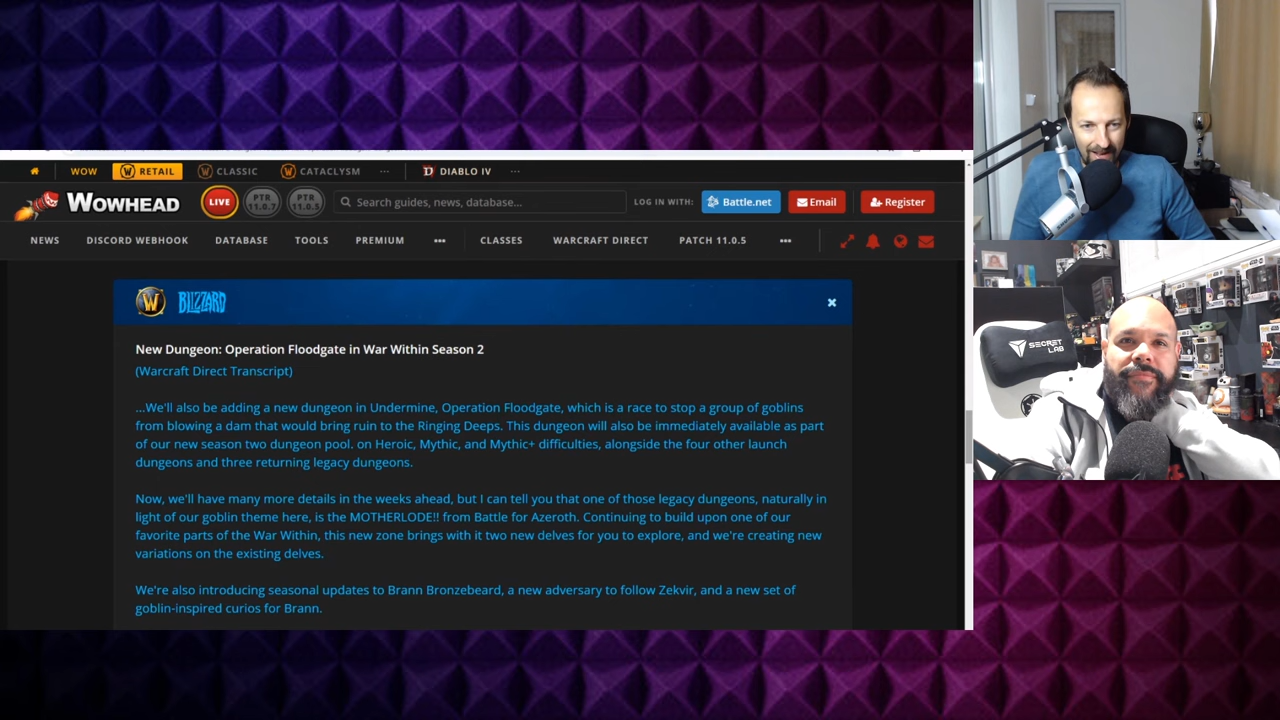 WOW RETAIL CLASSIC CATACLYSM ... DIABLO IV ...
WOWHEAD LIVE PTR 11.0.7 PTR 11.0.5 Search guides, news, database... LOG IN WITH: Battle.net Email Register
NEWS DISCORD WEBHOOK DATABASE TOOLS PREMIUM ... CLASSES WARCRAFT DIRECT PATCH 11.0.5 ...
W BLIZZARD
New Dungeon: Operation Floodgate in War Within Season 2
(Warcraft Direct Transcript)
...We'll also be adding a new dungeon in Undermine, Operation Floodgate, which is a race to stop a group of goblins
from blowing a dam that would bring ruin to the Ringing Deeps. This dungeon will also be immediately available as part
of our new season two dungeon pool. on Heroic, Mythic, and Mythic+ difficulties, alongside the four other launch
dungeons and three returning legacy dungeons.
Now, we'll have many more details in the weeks ahead, but I can tell you that one of those legacy dungeons, naturally in
light of our goblin theme here, is the MOTHERLODE!! from Battle for Azeroth. Continuing to build upon one of our
favorite parts of the War Within, this new zone brings with it two new delves for you to explore, and we're creating new
variations on the existing delves.
We're also introducing seasonal updates to Brann Bronzebeard, a new adversary to follow Zekvir, and a new set of
goblin-inspired curios for Brann.
SECRET
LAB